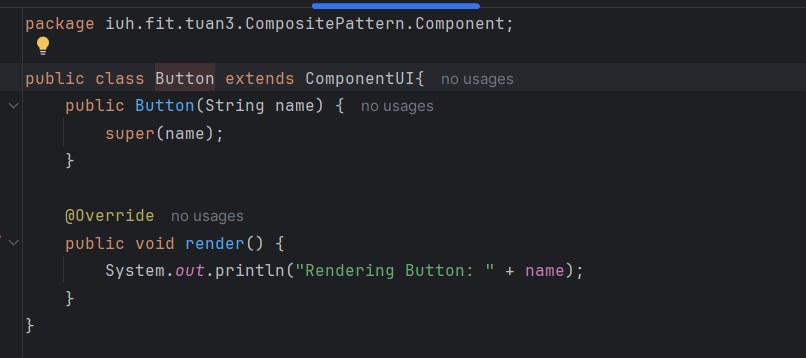 package iuh.fit.tuan3.CompositePattern.Component;
public class Button extends ComponentUI{ no usages
public Button(String name) { no usages
super(name);
}
@Override no usages
public void render() {
System.out.println("Rendering Button: " + name);
}
}